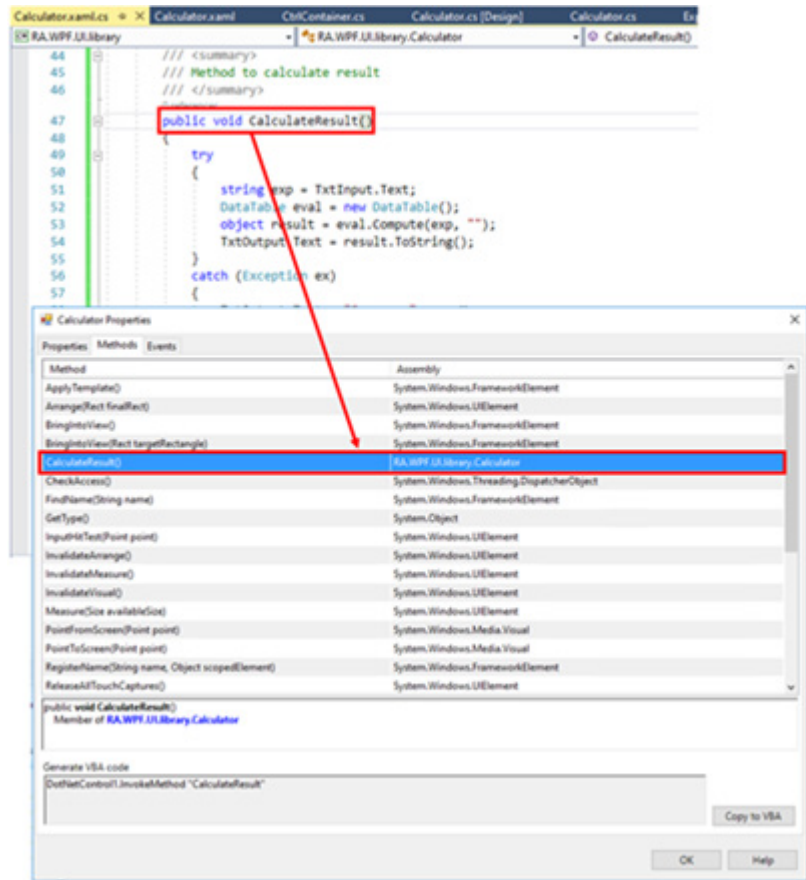 Calculator.xaml.cs Calculator.xaml CtrlContainer.cs Calculator.cs [Design] Calculator.cs
RA.WPF.UI.library RA.WPF.UI.library.Calculator CalculateResult()
44 /// <summary>
45 /// Method to calculate result
46 /// </summary>
47 public void CalculateResult()
48 {
49 try
50 {
51 string exp = TxtInput.Text;
52 DataTable eval = new DataTable();
53 object result = eval.Compute(exp, "");
54 TxtOutput.Text = result.ToString();
55 }
56 catch (Exception ex)
57 {
Calculator Properties
Properties Methods Events
Method Assembly
ApplyTemplate() System.Windows.FrameworkElement
Arrange(Rect finalRect) System.Windows.UIElement
BringIntoView() System.Windows.FrameworkElement
BringIntoView(Rect targetRectangle) System.Windows.FrameworkElement
CalculateResult() RA.WPF.UI.library.Calculator
CheckAccess() System.Windows.Threading.DispatcherObject
FindName(String name) System.Windows.FrameworkElement
GetType() System.Object
InputHitTest(Point point) System.Windows.UIElement
InvalidateArrange() System.Windows.UIElement
InvalidateMeasure() System.Windows.UIElement
InvalidateVisual() System.Windows.UIElement
Measure(Size availableSize) System.Windows.UIElement
PointFromScreen(Point point) System.Windows.Media.Visual
PointToScreen(Point point) System.Windows.Media.Visual
RegisterName(String name, Object scopedElement) System.Windows.FrameworkElement
ReleaseAllTouchCaptures() System.Windows.UIElement
public void CalculateResult()
Member of RA.WPF.UI.library.Calculator
Generate VBA code
DotNetControl1.InvokeMethod "CalculateResult"
Copy to VBA
OK Help